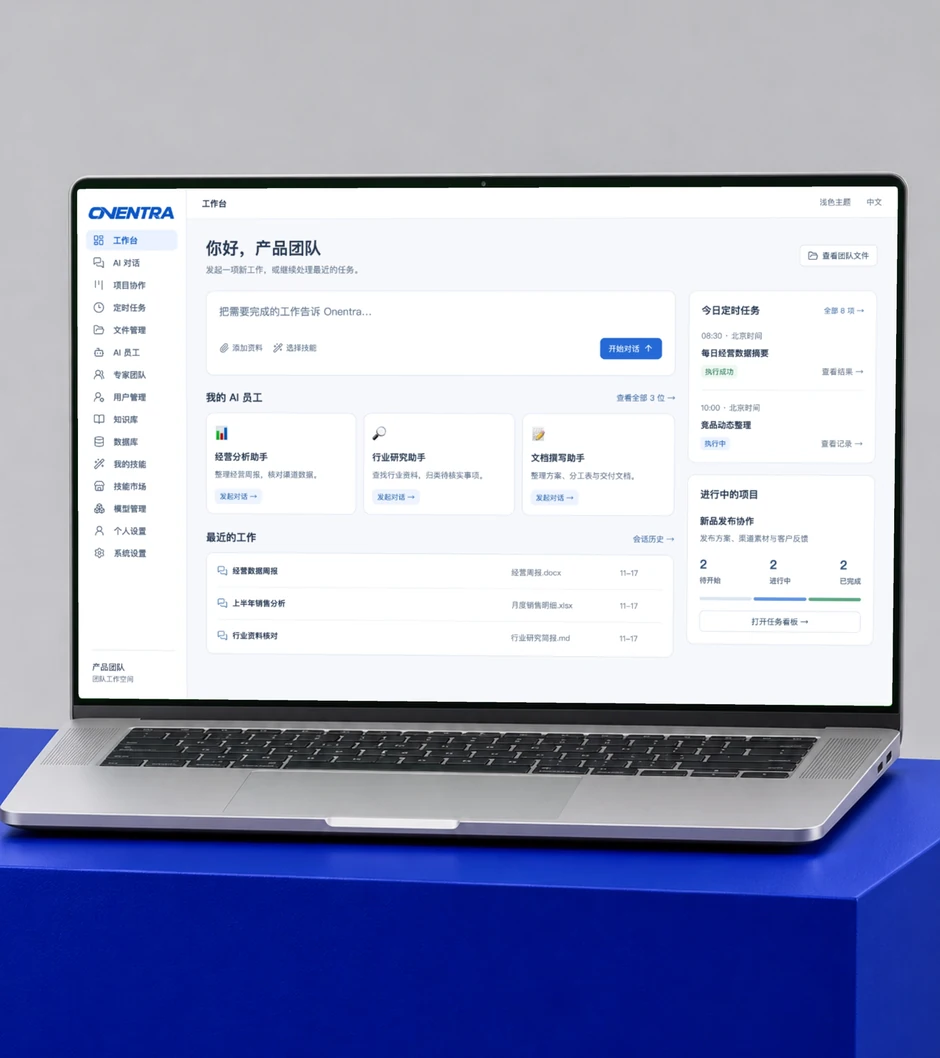 ONENTRA
工作台
AI 对话
项目协作
定时任务
文件管理
AI 员工
专家团队
用户管理
知识库
数据库
我的技能
技能市场
模型管理
个人设置
系统设置
产品团队
团队工作空间
工作台
浅色主题 中文
你好，产品团队
发起一项新工作，或继续处理最近的任务。
查看团队文件
把需要完成的工作告诉 Onentra...
添加资料 选择技能
开始对话 ↑
我的 AI 员工
查看全部 3 位 →
经营分析助手
整理经营周报，核对渠道数据。
发起对话 →
行业研究助手
查找行业资料，归类待核实事项。
发起对话 →
文档撰写助手
整理方案、分工表与交付文档。
发起对话 →
最近的工作
会话历史 →
经营数据周报 经营周报.docx 11-17
上半年销售分析 月度销售明细.xlsx 11-17
行业资料核对 行业研究简报.md 11-17
今日定时任务
全部 8 项 →
08:30 · 北京时间
每日经营数据摘要
执行成功 查看结果 →
10:00 · 北京时间
竞品动态整理
执行中 查看记录 →
进行中的项目
新品发布协作
发布方案、渠道素材与客户反馈
2 2 2
待开始 进行中 已完成
打开任务看板 →